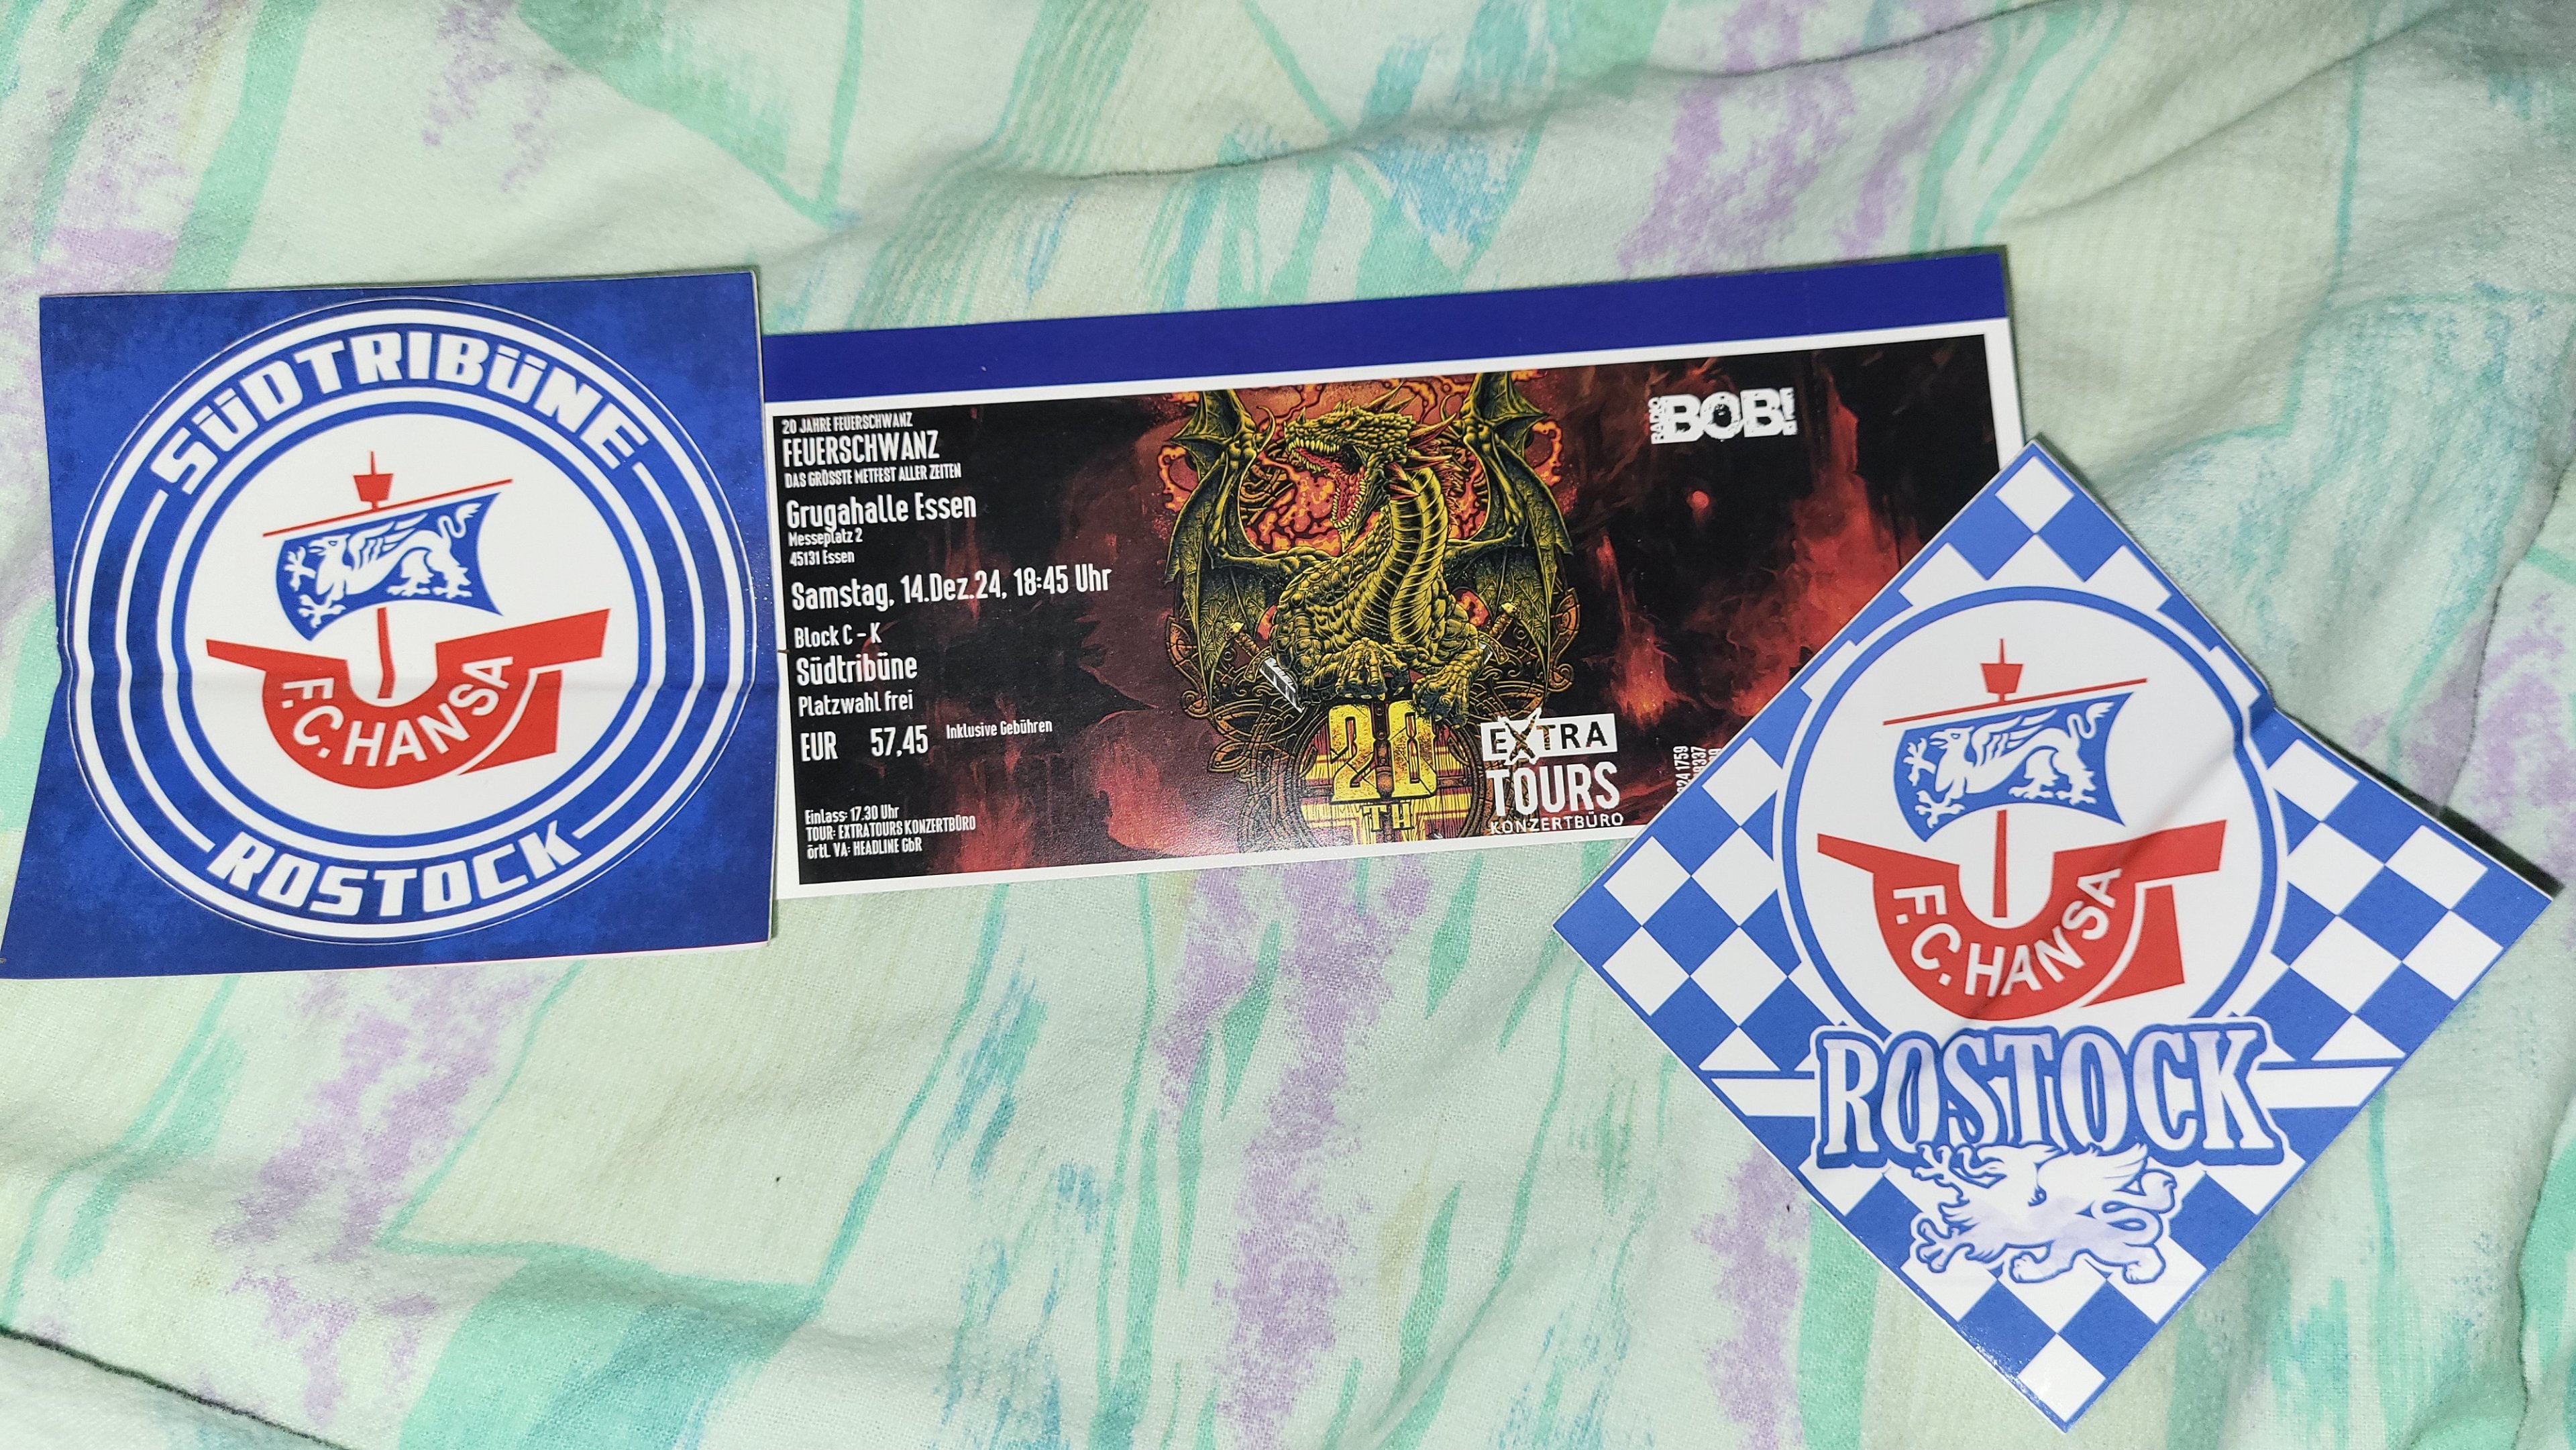 SÜDTRIBÜNE
F.C. HANSA
ROSTOCK
20 JAHRE FEUERSCHWANZ
FEUERSCHWANZ
DAS GRÖSSTE METFEST ALLER ZEITEN
Grugahalle Essen
Messeplatz 2
45131 Essen
Samstag, 14.Dez.24, 18:45 Uhr
Block C - K
Südtribüne
Platzwahl frei
EUR 57,45 Inklusive Gebühren
Einlass: 17.30 Uhr
TOUR: EXTRATOURS KONZERTBÜRO
örtl. VA: HEADLINE GbR
20
TH
RADIO BOB!
EXTRA
TOURS
KONZERTBÜRO
F.C. HANSA
ROSTOCK